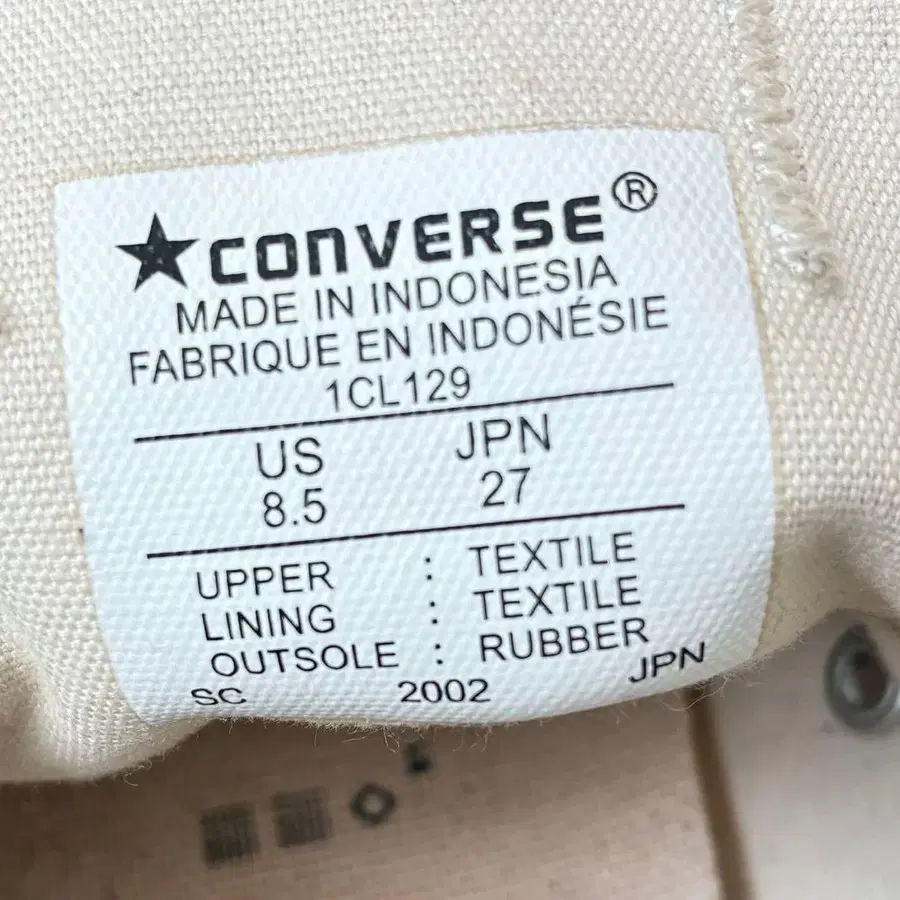 ★CONVERSE®
MADE IN INDONESIA
FABRIQUE EN INDONÉSIE
1CL129
US JPN
8.5 27
UPPER : TEXTILE
LINING : TEXTILE
OUTSOLE : RUBBER
SC 2002 JPN